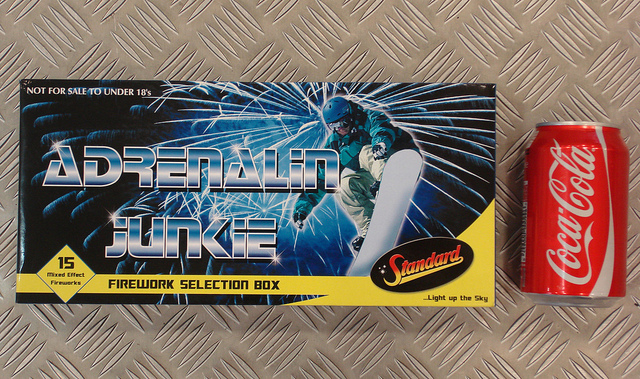 NOT FOR SALE TO UNDER 18's
ADRENALIN
JUNKIE
15
Mixed Effect
Fireworks
FIREWORK SELECTION BOX
Standard
...Light up the Sky
Coca-Cola